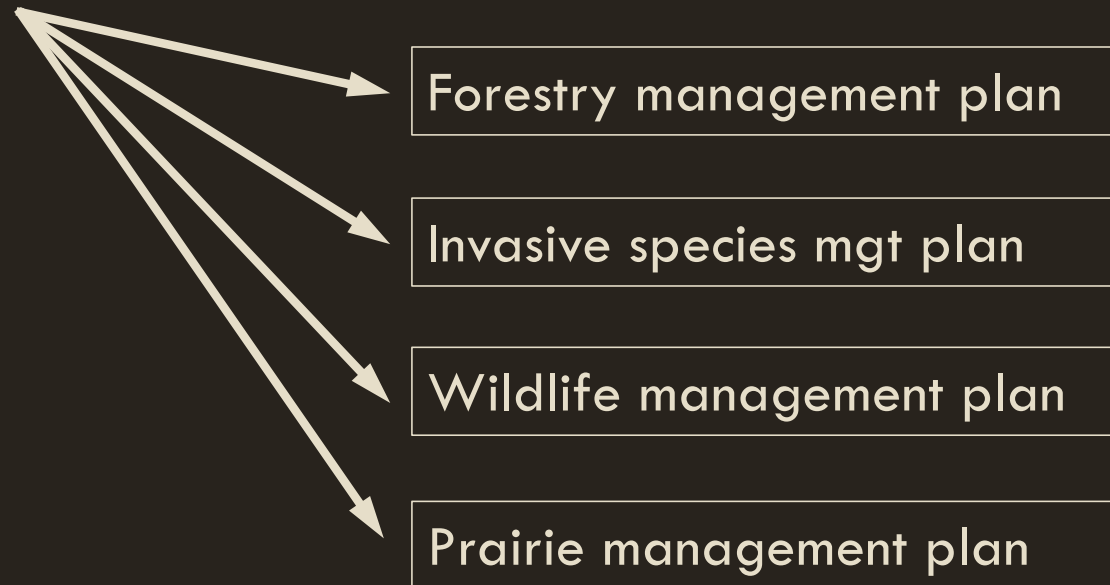 Forestry management plan
Invasive species mgt plan
Wildlife management plan
Prairie management plan